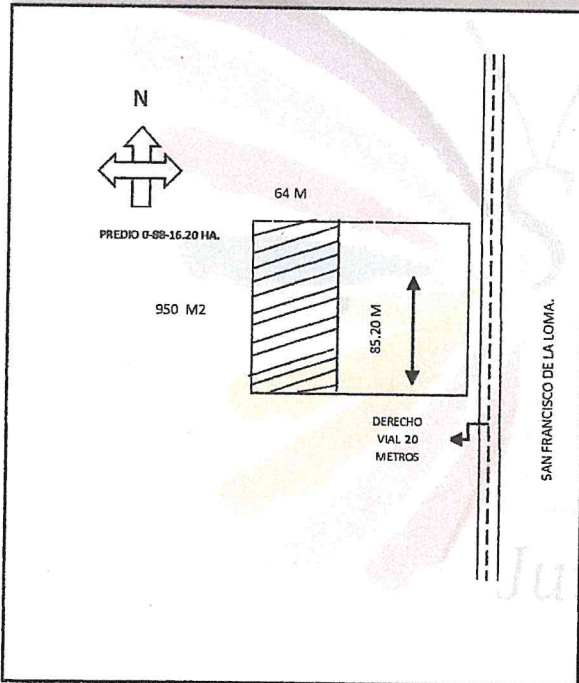 N
64 M
PREDIO 0-88-16.20 HA.
950 M2
85.20 M
DERECHO
VIAL 20
METROS
SAN FRANCISCO DE LA LOMA.
Ju